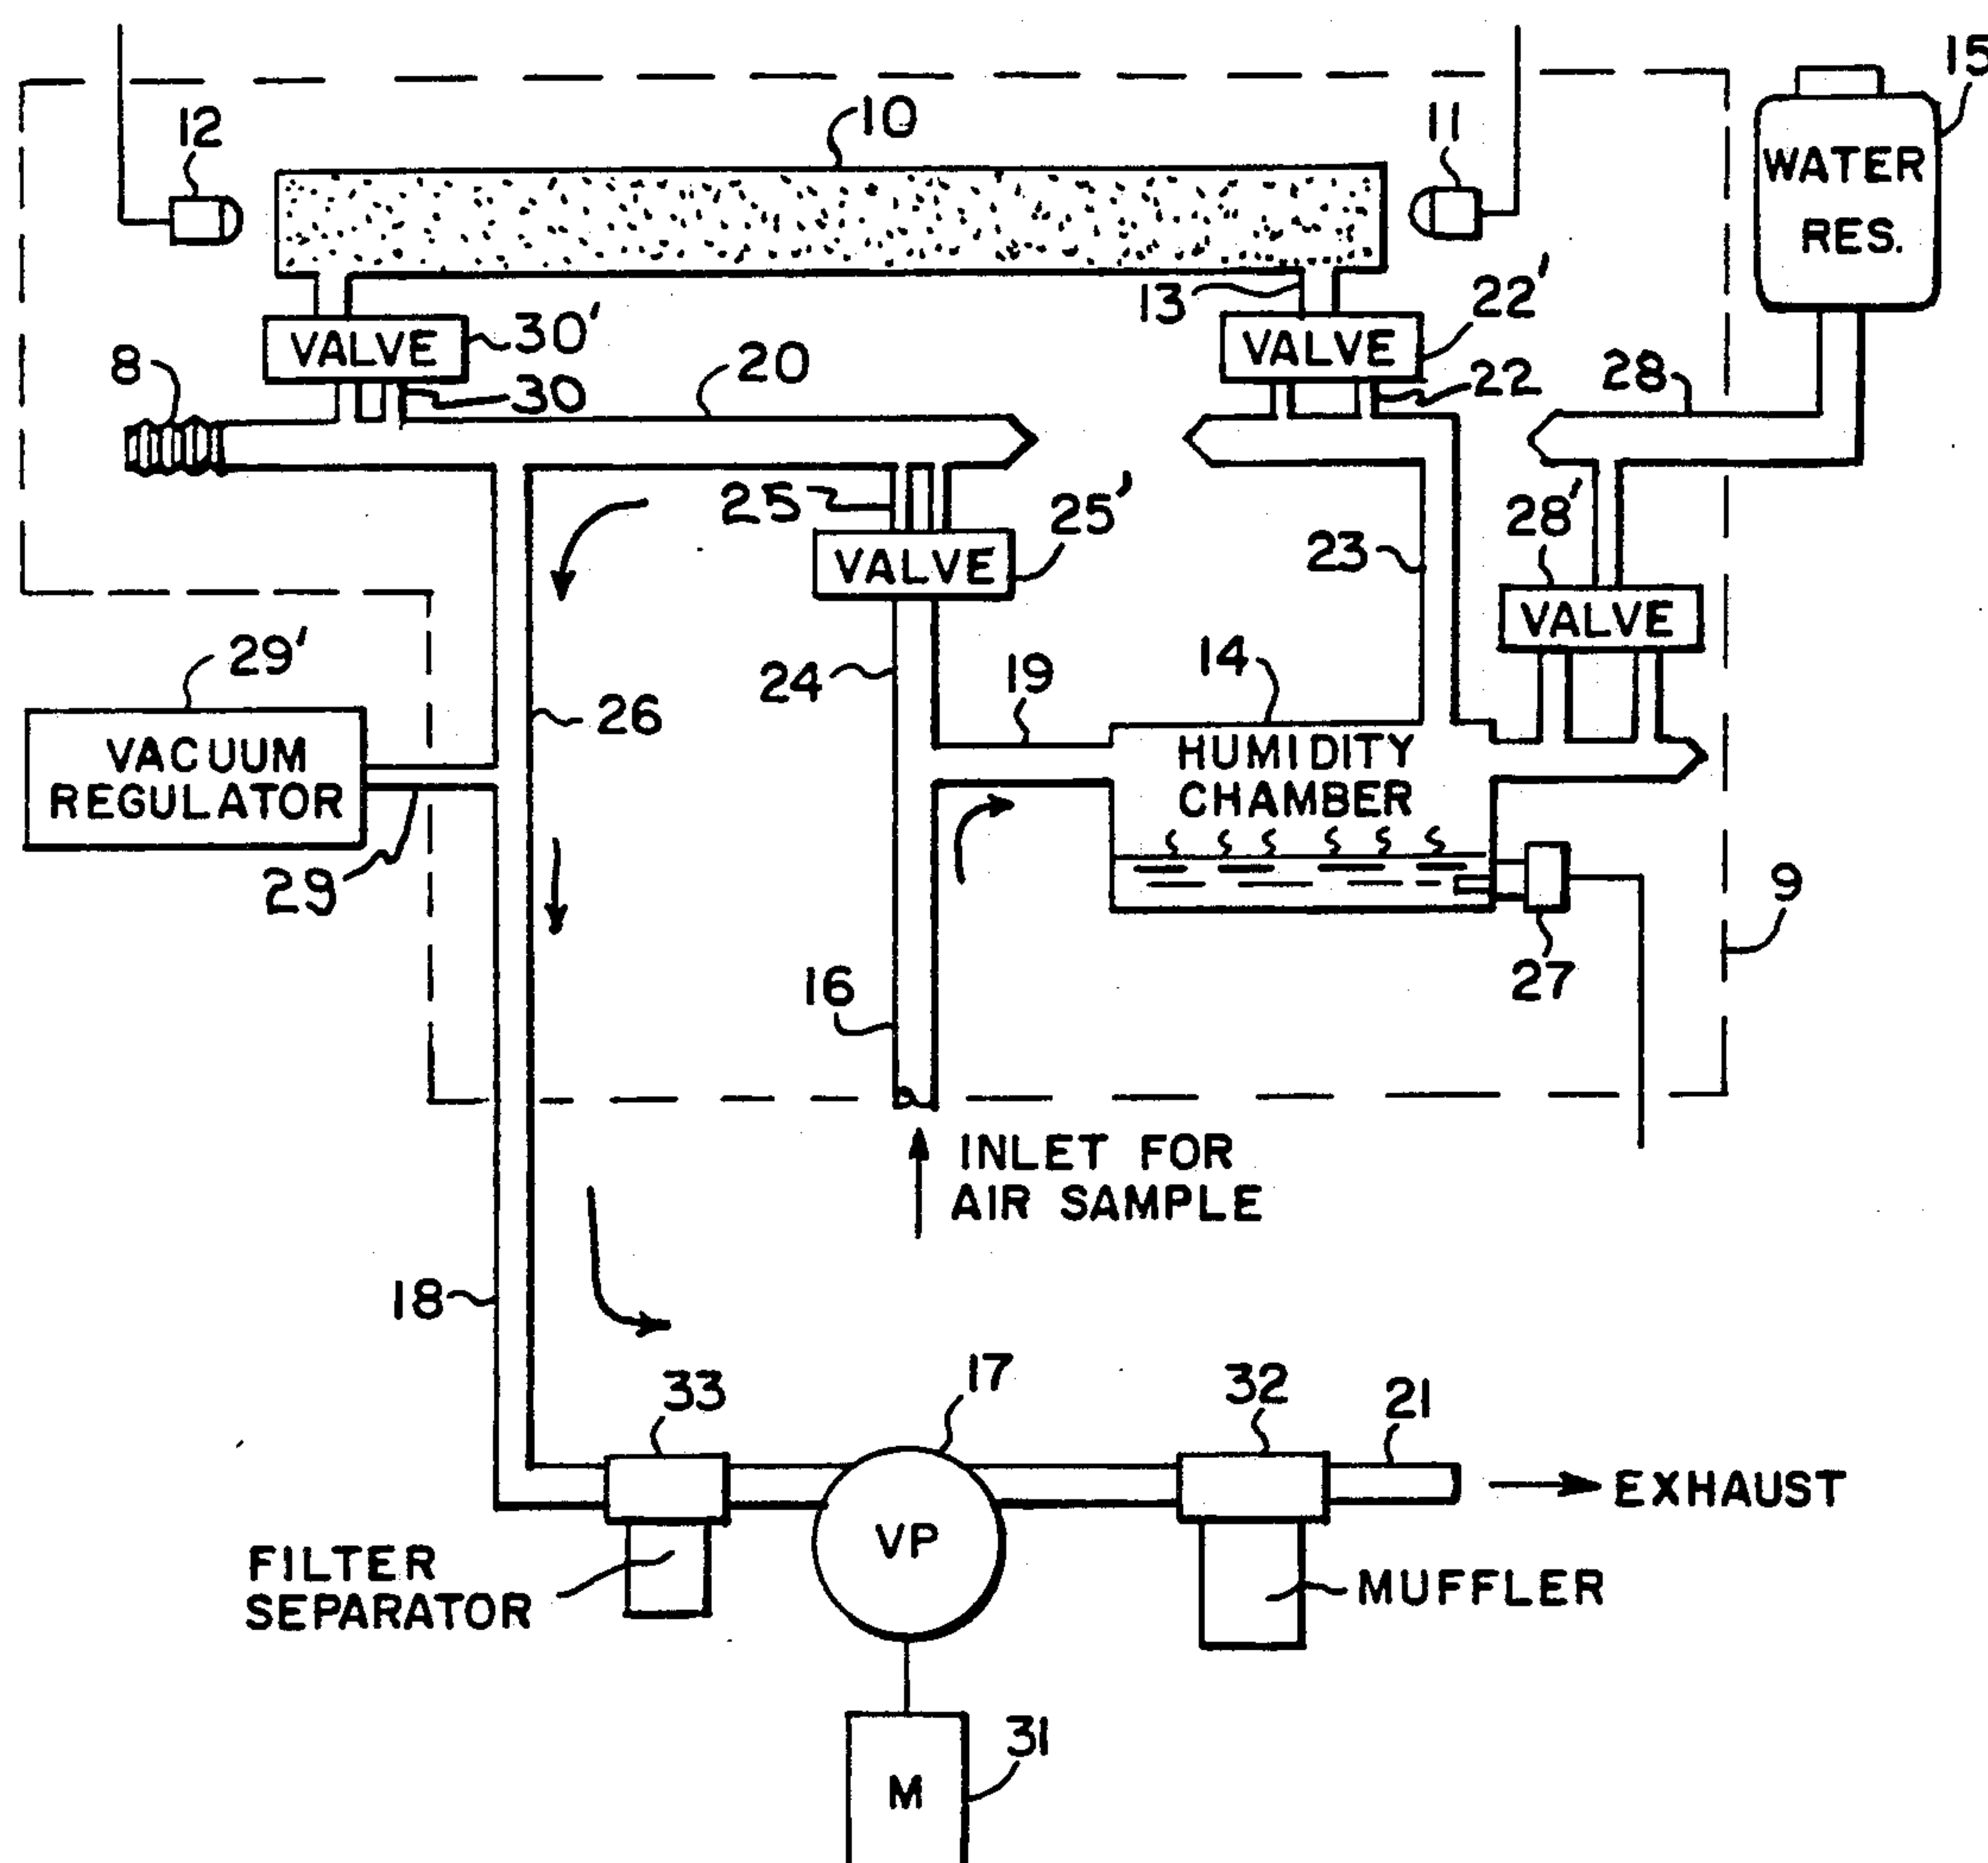 15
12
10
11
WATER
RES.
13
22'
VALVE
30'
VALVE
8
30
20
22
28
25
25'
28'
VALVE
23
VALVE
29'
24
19
14
26
VACUUM
REGULATOR
HUMIDITY
CHAMBER
29
9
16
27
INLET FOR
AIR SAMPLE
18
33
17
32
21
EXHAUST
VP
FILTER
SEPARATOR
MUFFLER
31
M